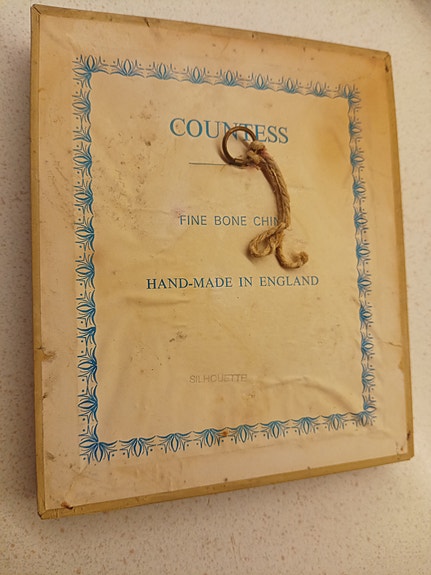 COUNTESS
FINE BONE CHIN
HAND-MADE IN ENGLAND
SILHOUETTE